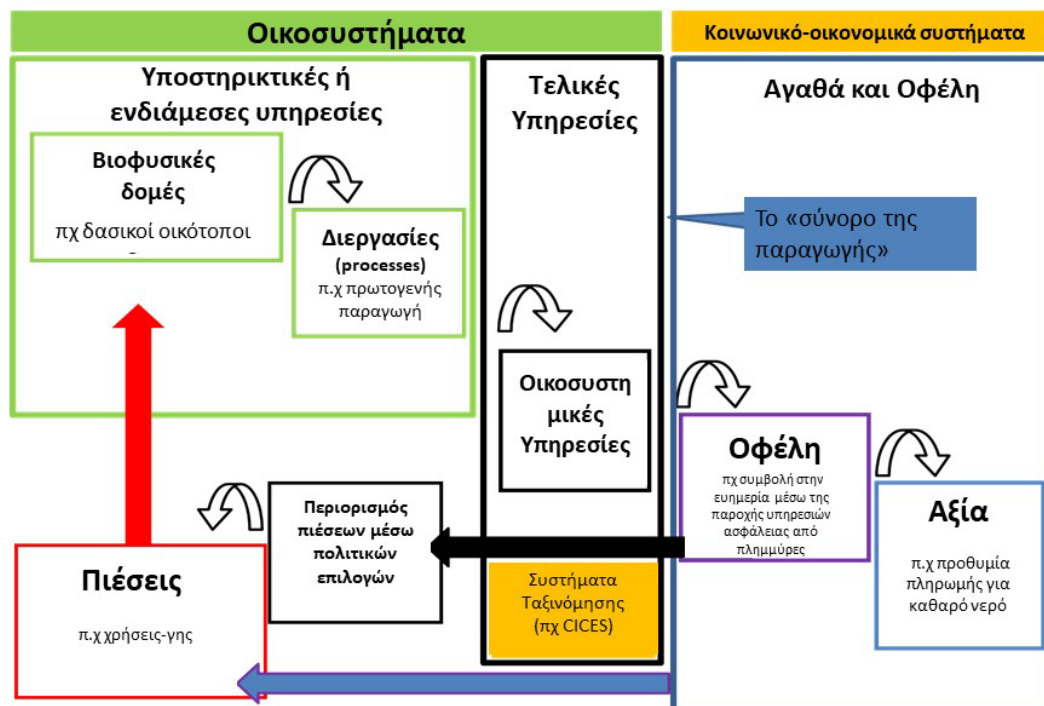 Οικοσυστήματα
Κοινωνικό-οικονομικά συστήματα
Υποστηρικτικές ή
ενδιάμεσες υπηρεσίες
Βιοφυσικές
δομές
πχ δασικοί οικότοποι
Διεργασίες
(processes)
π.χ πρωτογενής
παραγωγή
Τελικές
Υπηρεσίες
Οικοσυστη
μικές
Υπηρεσίες
Συστήματα
Ταξινόμησης
(πχ CICES)
Αγαθά και Οφέλη
Το «σύνορο της
παραγωγής»
Οφέλη
πχ συμβολή στην
ευημερία μέσω της
παροχής υπηρεσιών
ασφάλειας από
πλημμύρες
Αξία
π.χ προθυμία
πληρωμής για
καθαρό νερό
Περιορισμός
πιέσεων μέσω
πολιτικών
επιλογών
Πιέσεις
π.χ χρήσεις-γης